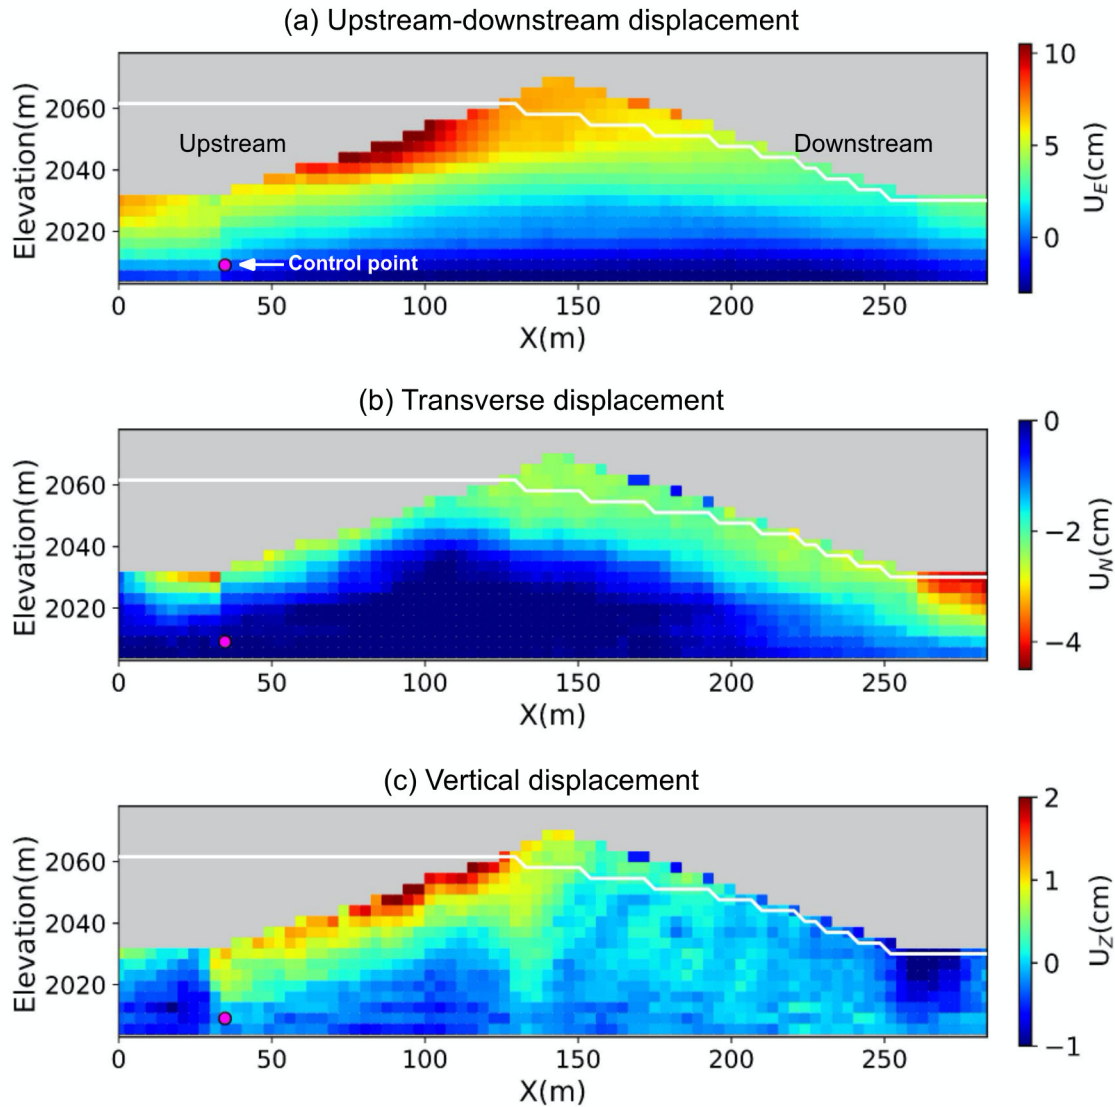 (a) Upstream-downstream displacement
Elevation(m)
2060
2040
2020
Upstream
Downstream
Control point
0 50 100 150 200 250
X(m)
10
5
0
U_E(cm)
(b) Transverse displacement
Elevation(m)
2060
2040
2020
0 50 100 150 200 250
X(m)
0
−2
−4
U_N(cm)
(c) Vertical displacement
Elevation(m)
2060
2040
2020
0 50 100 150 200 250
X(m)
2
1
0
−1
U_Z(cm)